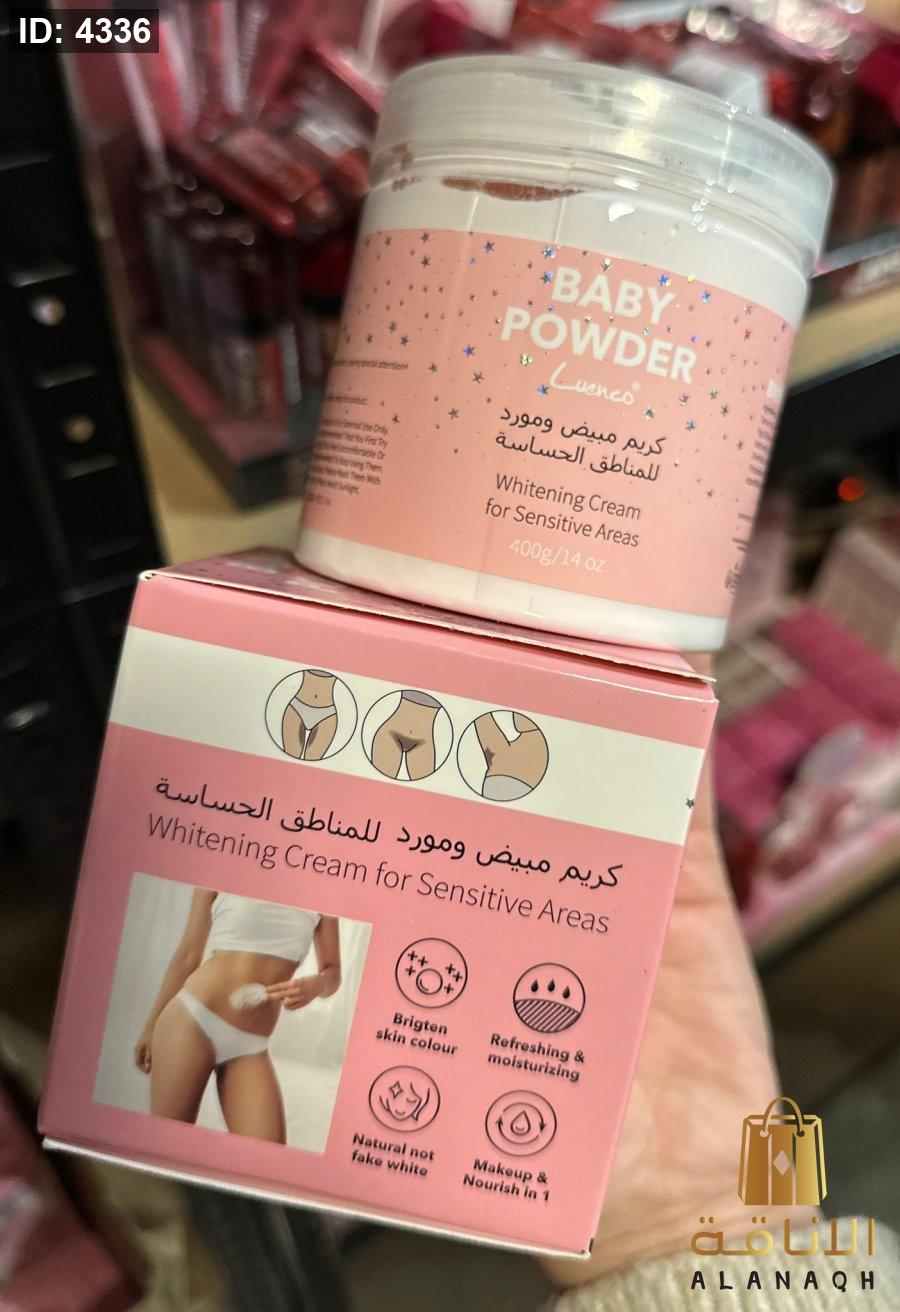 ID: 4336
BABY
POWDER
Luenco®
كريم مبيض ومورد
للمناطق الحساسة
Whitening Cream
for Sensitive Areas
400g/14 oz
كريم مبيض ومورد للمناطق الحساسة
Whitening Cream for Sensitive Areas
Brigten
skin colour
Refreshing &
moisturizing
Natural not
fake white
Makeup &
Nourish in 1
الاناقة
ALANAQH